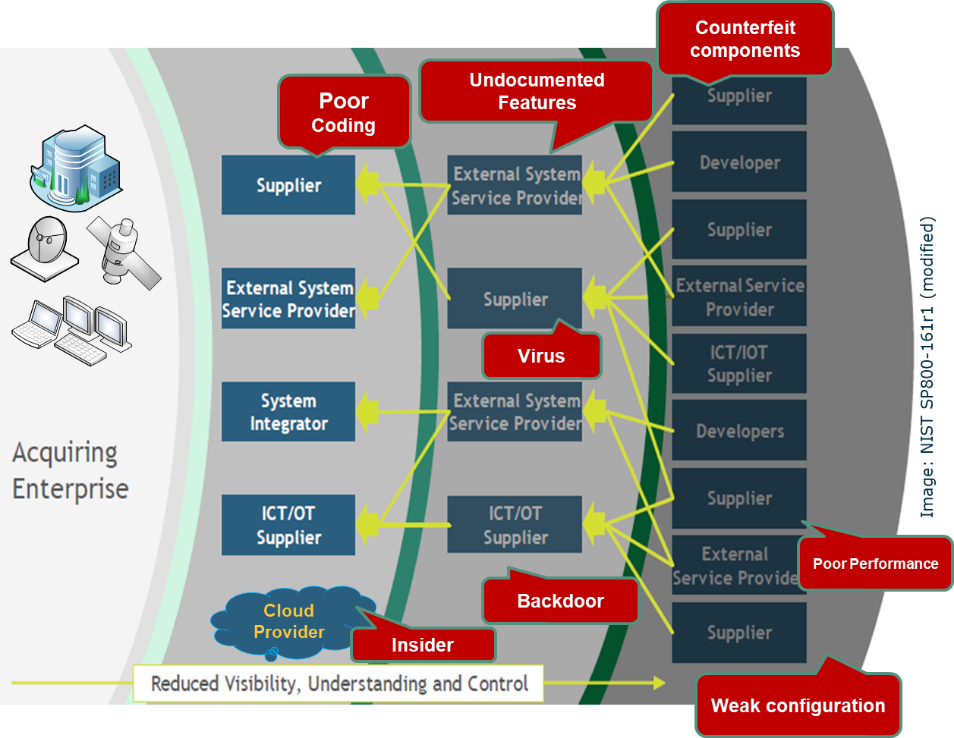 Counterfeit
components
Undocumented
Features
Poor
Coding
Supplier
External System
Service Provider
System
Integrator
ICT/OT
Supplier
Cloud
Provider
Insider
External System
Service Provider
Supplier
Virus
External System
Service Provider
ICT/OT
Supplier
Backdoor
Supplier
Developer
Supplier
External Service
Provider
ICT/IOT
Supplier
Developers
Supplier
External
Service Provide
Supplier
Poor Performance
Weak configuration
Acquiring
Enterprise
Reduced Visibility, Understanding and Control
Image: NIST SP800-161r1 (modified)